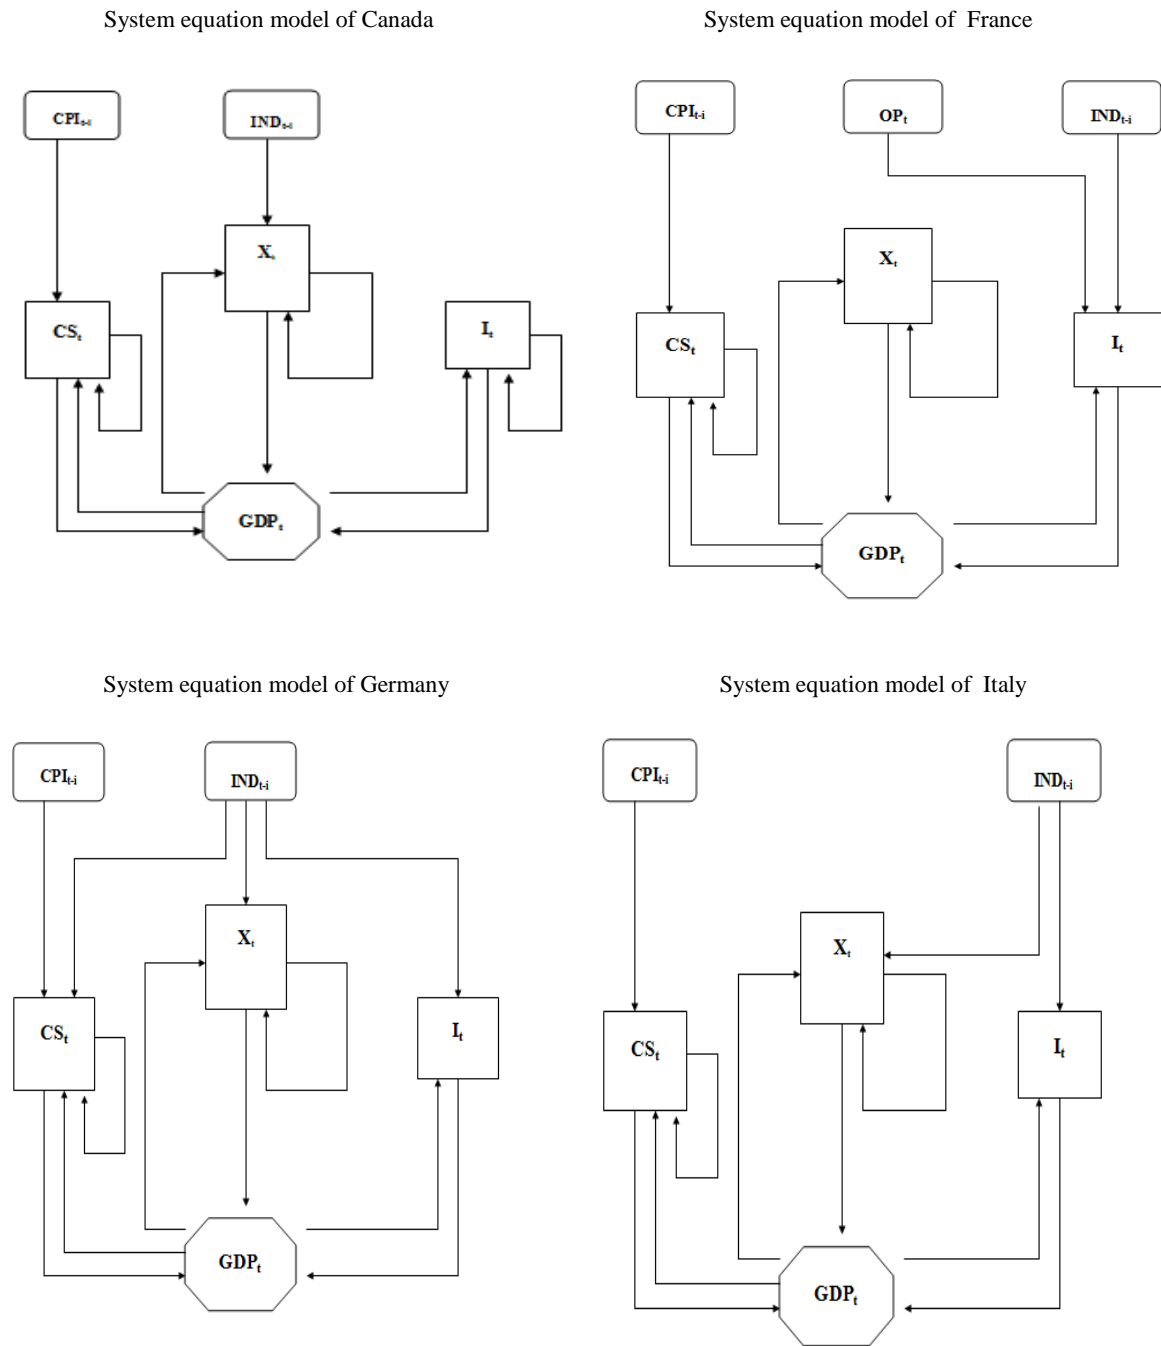 System equation model of Canada
System equation model of  France
CPIₜ₋ᵢ
INDₜ₋ᵢ
Xₜ
CSₜ
Iₜ
GDPₜ
CPIₜ₋ᵢ
OPₜ
INDₜ₋ᵢ
Xₜ
CSₜ
Iₜ
GDPₜ
System equation model of Germany
System equation model of  Italy
CPIₜ₋ᵢ
INDₜ₋ᵢ
Xₜ
CSₜ
Iₜ
GDPₜ
CPIₜ₋ᵢ
INDₜ₋ᵢ
Xₜ
CSₜ
Iₜ
GDPₜ